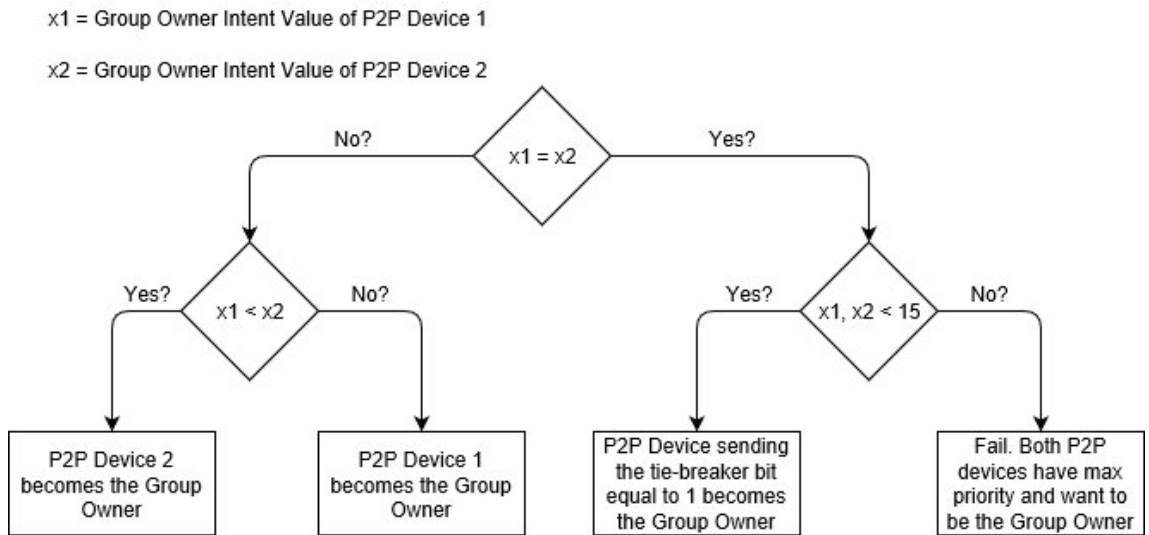 x1 = Group Owner Intent Value of P2P Device 1
x2 = Group Owner Intent Value of P2P Device 2
No?
Yes?
x1 = x2
Yes?
No?
Yes?
No?
x1 < x2
x1, x2 < 15
P2P Device 2
becomes the Group
Owner
P2P Device 1
becomes the Group
Owner
P2P Device sending
the tie-breaker bit
equal to 1 becomes
the Group Owner
Fail. Both P2P
devices have max
priority and want to
be the Group Owner